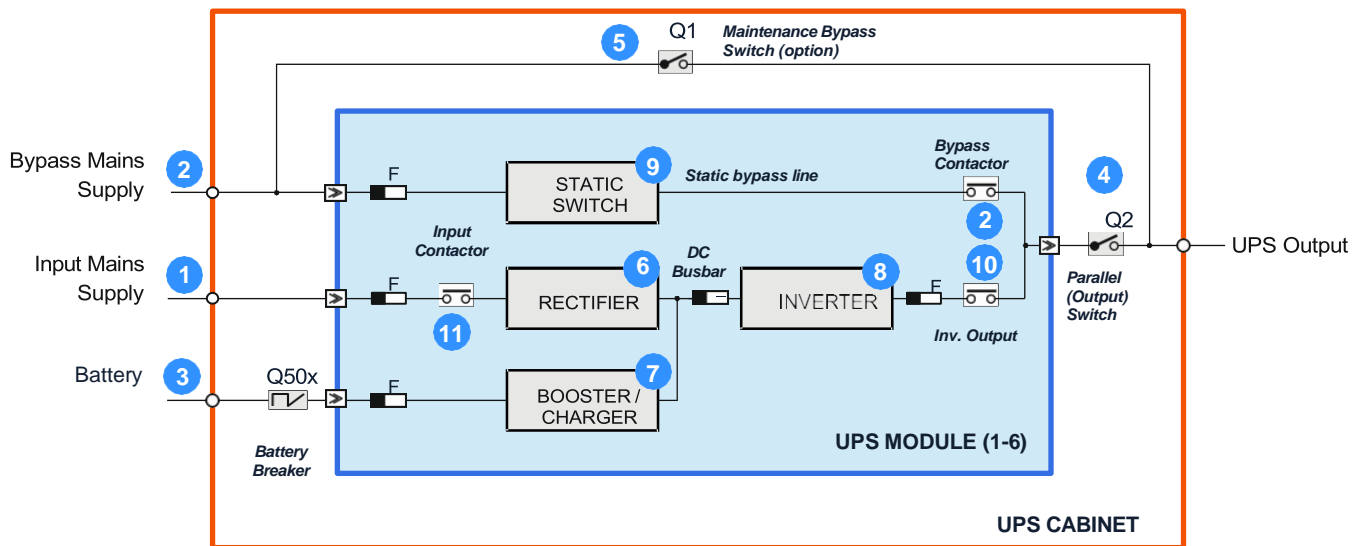 5
Q1
Maintenance Bypass
Switch (option)
Bypass Mains
Supply
2
F
STATIC
SWITCH
9
Static bypass line
Bypass
Contactor
2
4
Q2
UPS Output
Parallel
(Output)
Switch
Input Mains
Supply
1
F
Input
Contactor
11
RECTIFIER
6
DC
Busbar
INVERTER
8
F
10
Inv. Output
Battery
3
Q50x
Battery
Breaker
F
BOOSTER /
CHARGER
7
UPS MODULE (1-6)
UPS CABINET